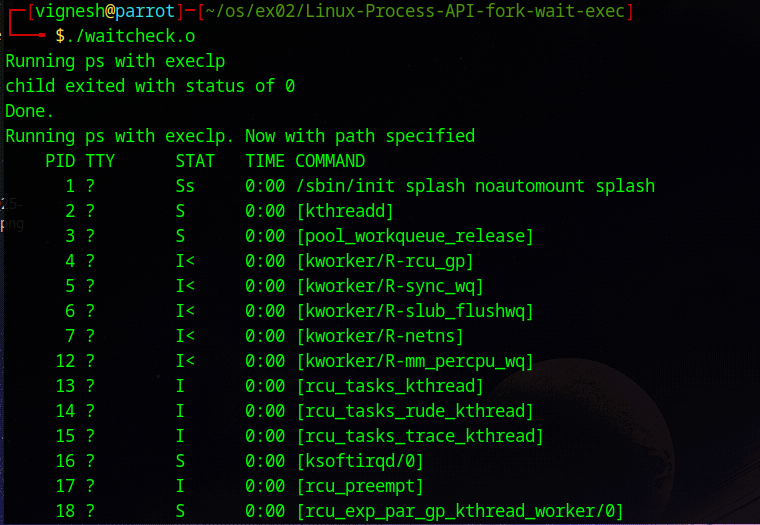 ┌─[vignesh@parrot]─[~/os/ex02/Linux-Process-API-fork-wait-exec]
└──╼ $./waitcheck.o
Running ps with execlp
child exited with status of 0
Done.
Running ps with execlp. Now with path specified
PID TTY STAT TIME COMMAND
1 ? Ss 0:00 /sbin/init splash noautomount splash
2 ? S 0:00 [kthreadd]
3 ? S 0:00 [pool_workqueue_release]
4 ? I< 0:00 [kworker/R-rcu_gp]
5 ? I< 0:00 [kworker/R-sync_wq]
6 ? I< 0:00 [kworker/R-slub_flushwq]
7 ? I< 0:00 [kworker/R-netns]
12 ? I< 0:00 [kworker/R-mm_percpu_wq]
13 ? I 0:00 [rcu_tasks_kthread]
14 ? I 0:00 [rcu_tasks_rude_kthread]
15 ? I 0:00 [rcu_tasks_trace_kthread]
16 ? S 0:00 [ksoftirqd/0]
17 ? I 0:00 [rcu_preempt]
18 ? S 0:00 [rcu_exp_par_gp_kthread_worker/0]